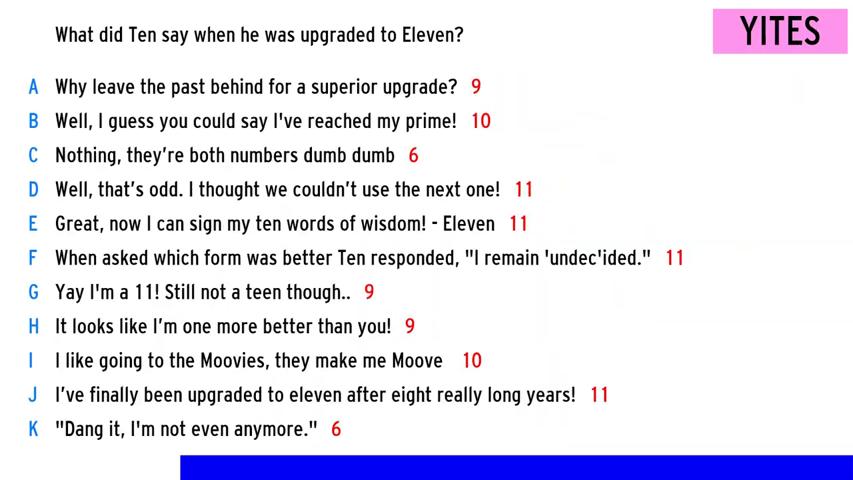 What did Ten say when he was upgraded to Eleven?
YITES
A Why leave the past behind for a superior upgrade? 9
B Well, I guess you could say I've reached my prime! 10
C Nothing, they’re both numbers dumb dumb 6
D Well, that’s odd. I thought we couldn’t use the next one! 11
E Great, now I can sign my ten words of wisdom! - Eleven 11
F When asked which form was better Ten responded, "I remain 'undec'ided." 11
G Yay I'm a 11! Still not a teen though.. 9
H It looks like I’m one more better than you! 9
I I like going to the Moovies, they make me Moove 10
J I’ve finally been upgraded to eleven after eight really long years! 11
K "Dang it, I'm not even anymore." 6